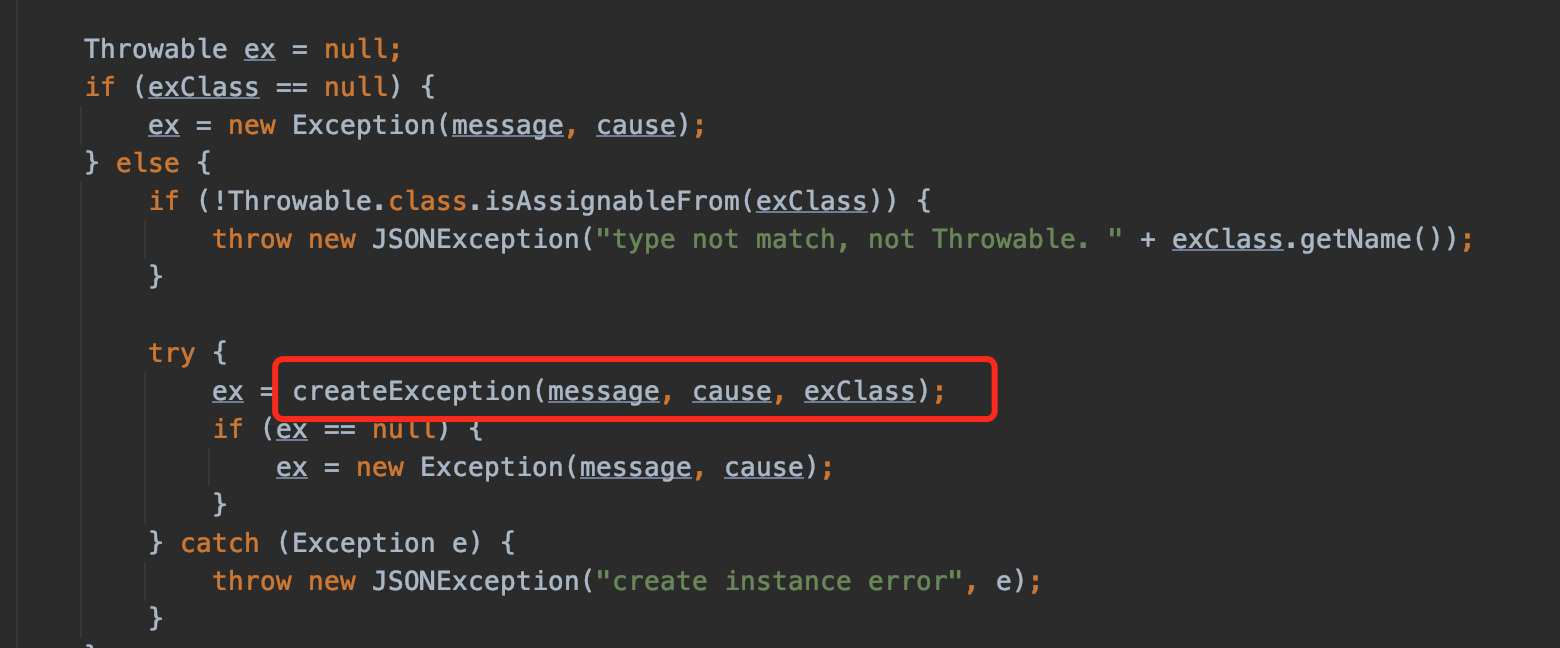 Throwable ex = null;
if (exClass == null) {
ex = new Exception(message, cause);
} else {
if (!Throwable.class.isAssignableFrom(exClass)) {
throw new JSONException("type not match, not Throwable. " + exClass.getName());
}
try {
ex = createException(message, cause, exClass);
if (ex == null) {
ex = new Exception(message, cause);
}
} catch (Exception e) {
throw new JSONException("create instance error", e);
}
}